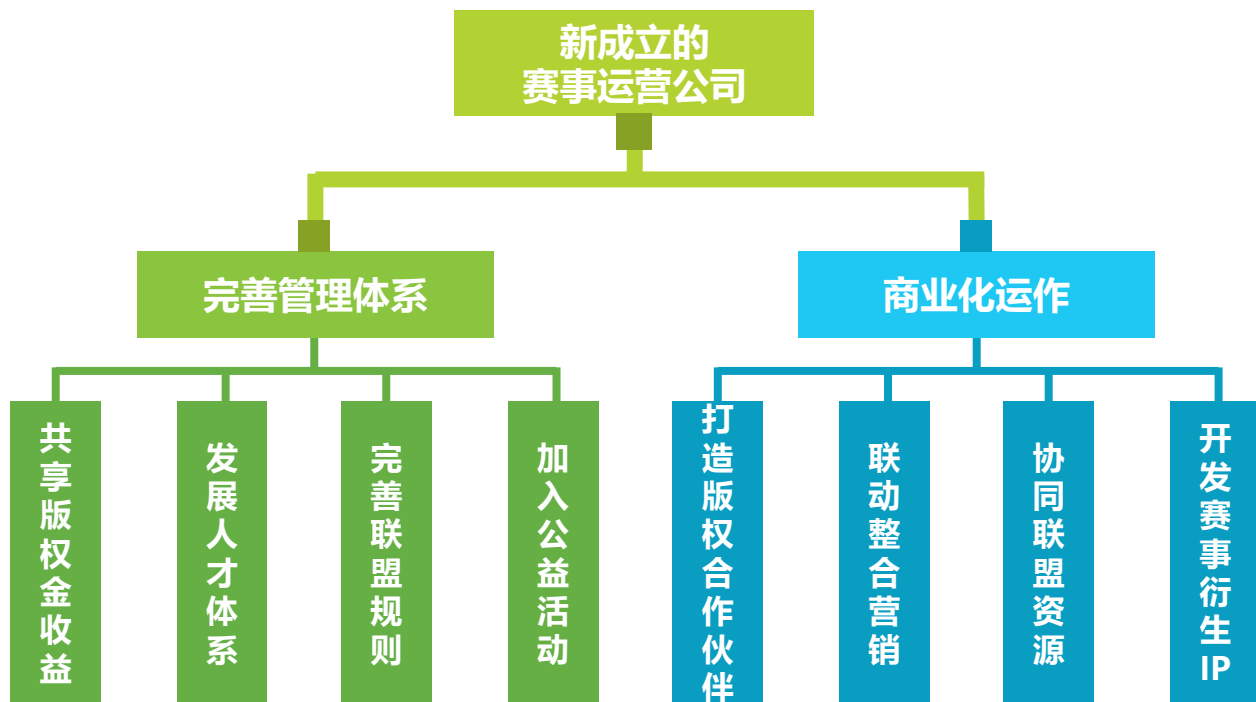 新成立的
赛事运营公司
完善管理体系
商业化运作
共享版权金收益
发展人才体系
完善联盟规则
加入公益活动
打造版权合作伙伴
联动整合营销
协同联盟资源
开发赛事衍生IP